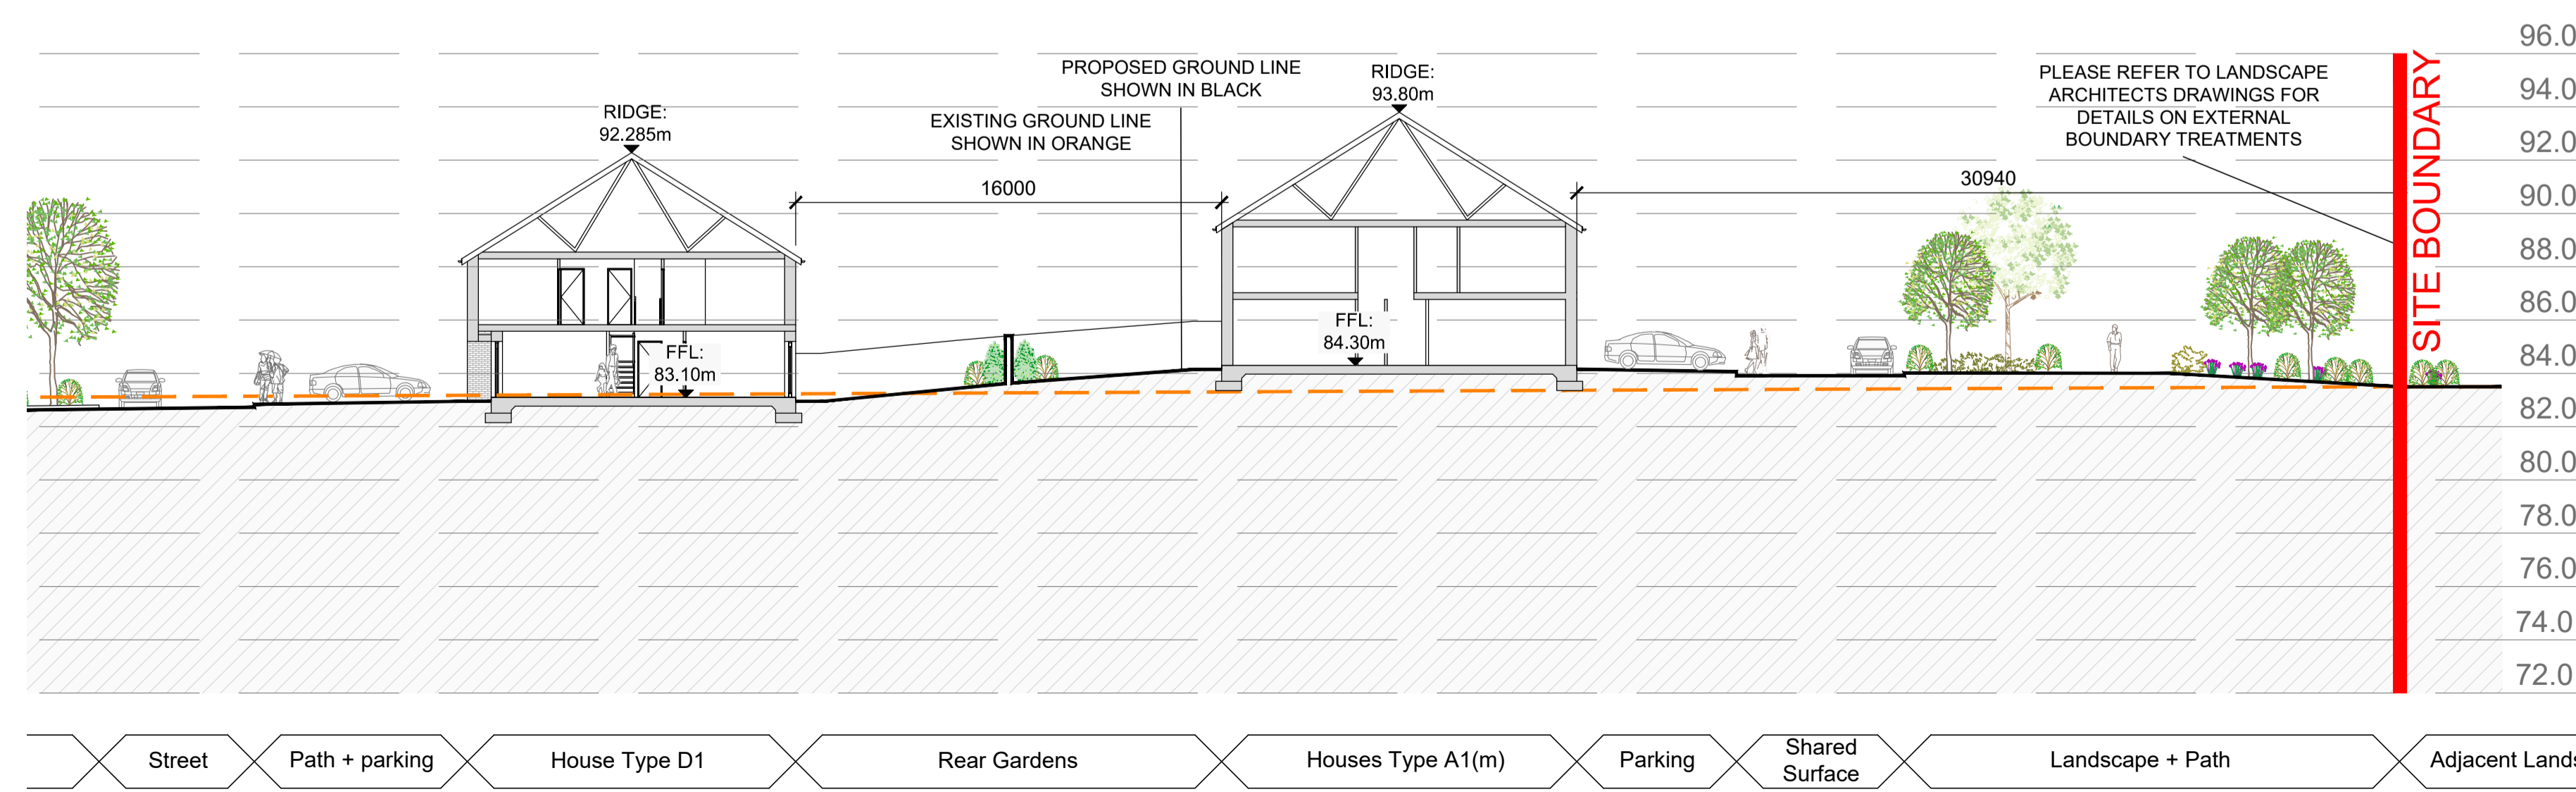 96.0
PROPOSED GROUND LINE
SHOWN IN BLACK
RIDGE:
93.80m
PLEASE REFER TO LANDSCAPE
ARCHITECTS DRAWINGS FOR
DETAILS ON EXTERNAL
BOUNDARY TREATMENTS
SITE BOUNDARY
94.0
RIDGE:
92.285m
EXISTING GROUND LINE
SHOWN IN ORANGE
92.0
16000
30940
90.0
88.0
86.0
FFL:
84.30m
FFL:
83.10m
84.0
82.0
80.0
78.0
76.0
74.0
72.0
Street
Path + parking
House Type D1
Rear Gardens
Houses Type A1(m)
Parking
Shared
Surface
Landscape + Path
Adjacent Lands